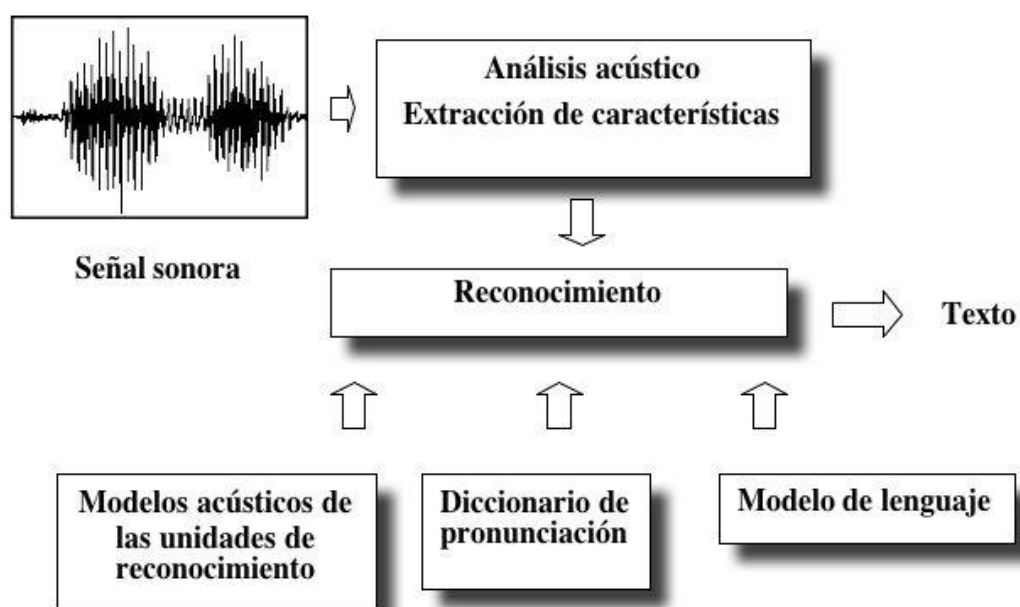 Análisis acústico
Extracción de características
Señal sonora
Reconocimiento
Texto
Modelos acústicos de
las unidades de
reconocimiento
Diccionario de
pronunciación
Modelo de lenguaje